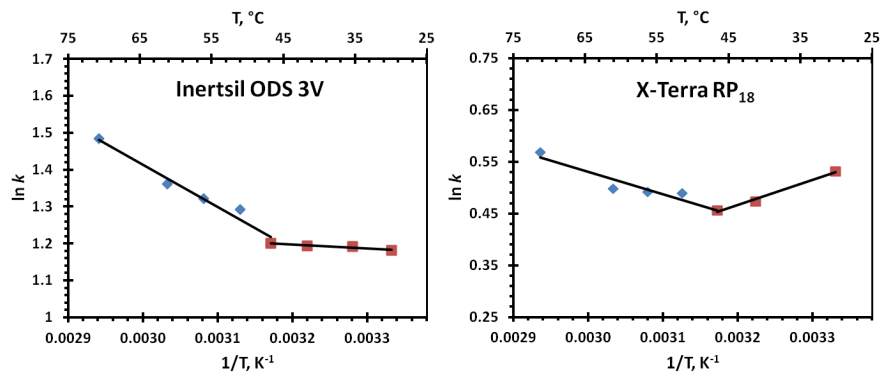 T, °C
75 65 55 45 35 25
1.7
1.6
1.5
1.4
1.3
1.2
1.1
1
ln k
Inertsil ODS 3V
0.0029 0.0030 0.0031 0.0032 0.0033
1/T, K⁻¹
T, °C
75 65 55 45 35 25
0.75
0.65
0.55
0.45
0.35
0.25
ln k
X-Terra RP₁₈
0.0029 0.0030 0.0031 0.0032 0.0033
1/T, K⁻¹